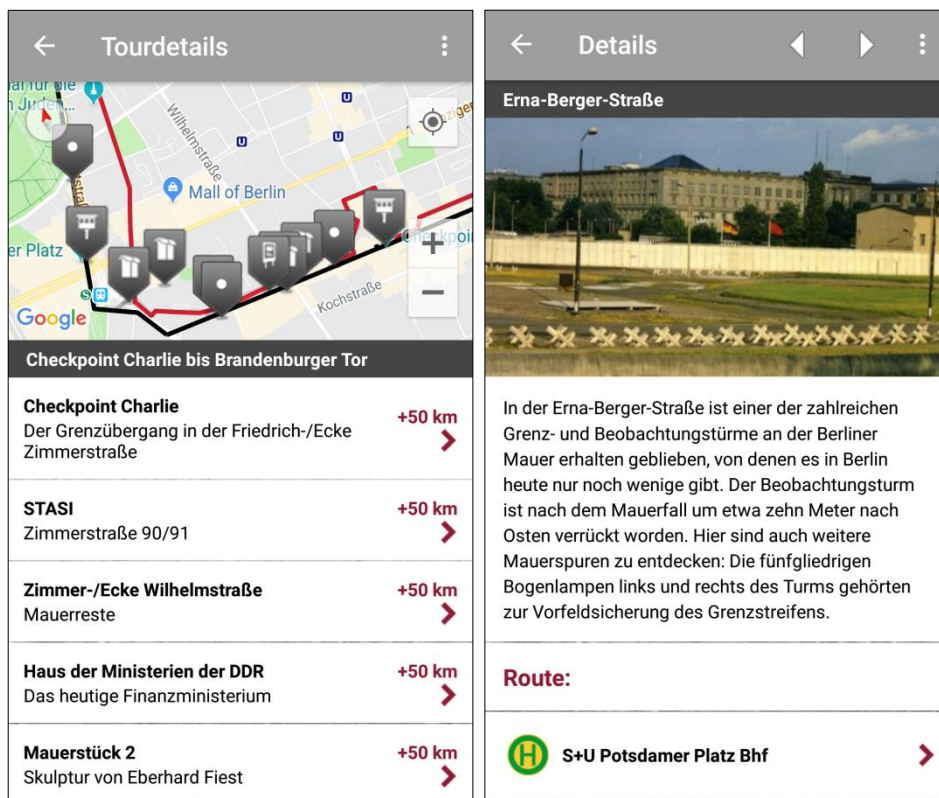 Tourdetails
Wilhelmstraße
Mall of Berlin
er Platz
Kochstraße
Google
Checkpoint Charlie bis Brandenburger Tor
Checkpoint Charlie
Der Grenzübergang in der Friedrich-/Ecke
Zimmerstraße
+50 km
STASI
Zimmerstraße 90/91
+50 km
Zimmer-/Ecke Wilhelmstraße
Mauerreste
+50 km
Haus der Ministerien der DDR
Das heutige Finanzministerium
+50 km
Mauerstück 2
Skulptur von Eberhard Fiest
+50 km
Details
Erna-Berger-Straße
In der Erna-Berger-Straße ist einer der zahlreichen
Grenz- und Beobachtungstürme an der Berliner
Mauer erhalten geblieben, von denen es in Berlin
heute nur noch wenige gibt. Der Beobachtungsturm
ist nach dem Mauerfall um etwa zehn Meter nach
Osten verrückt worden. Hier sind auch weitere
Mauerspuren zu entdecken: Die fünfgliedrigen
Bogenlampen links und rechts des Turms gehörten
zur Vorfeldsicherung des Grenzstreifens.
Route:
H
S+U Potsdamer Platz Bhf